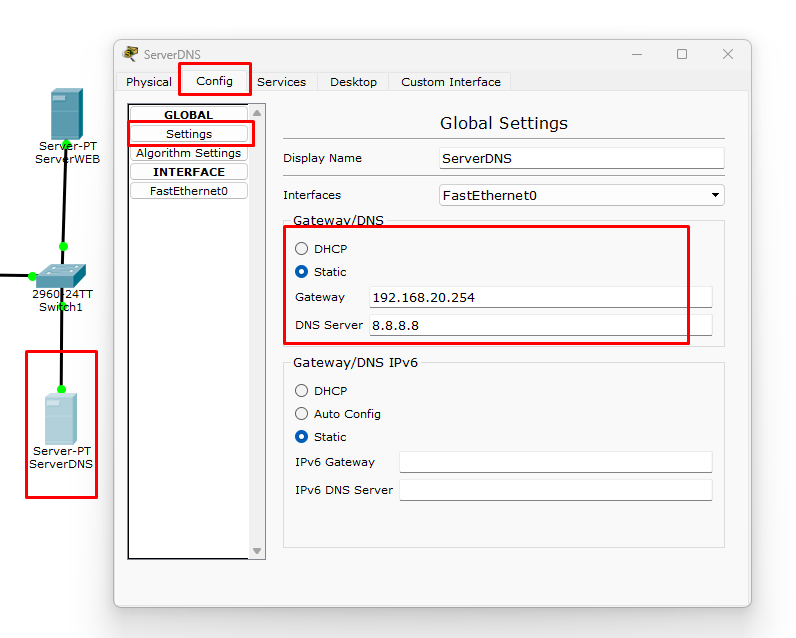 ServerDNS
Physical Config Services Desktop Custom Interface
GLOBAL
Settings
Algorithm Settings
INTERFACE
FastEthernet0
Global Settings
Display Name ServerDNS
Interfaces FastEthernet0
Gateway/DNS
DHCP
Static
Gateway 192.168.20.254
DNS Server 8.8.8.8
Gateway/DNS IPv6
DHCP
Auto Config
Static
IPv6 Gateway
IPv6 DNS Server
Server-PT
ServerWEB
2960-24TT
Switch1
Server-PT
ServerDNS